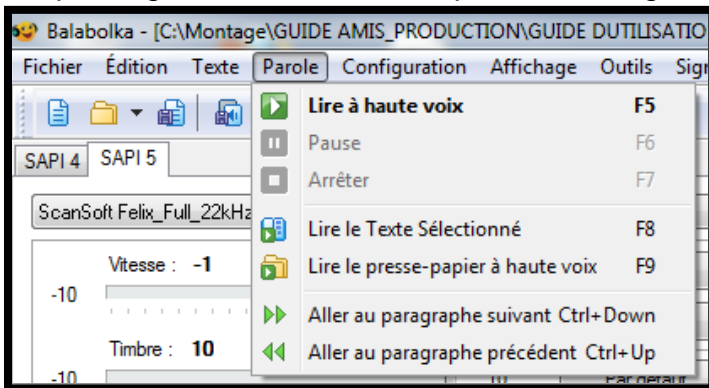 Balabolka - [C:\Montage\GUIDE AMIS_PRODUCTION\GUIDE DUTILISATIO
Fichier Édition Texte Parole Configuration Affichage Outils Sign
Lire à haute voix F5
Pause F6
Arrêter F7
Lire le Texte Sélectionné F8
Lire le presse-papier à haute voix F9
Aller au paragraphe suivant Ctrl+Down
Aller au paragraphe précédent Ctrl+Up
SAPI 4 SAPI 5
ScanSoft Felix_Full_22kHz
Vitesse : -1
-10
Timbre : 10
-10 10 Par défaut